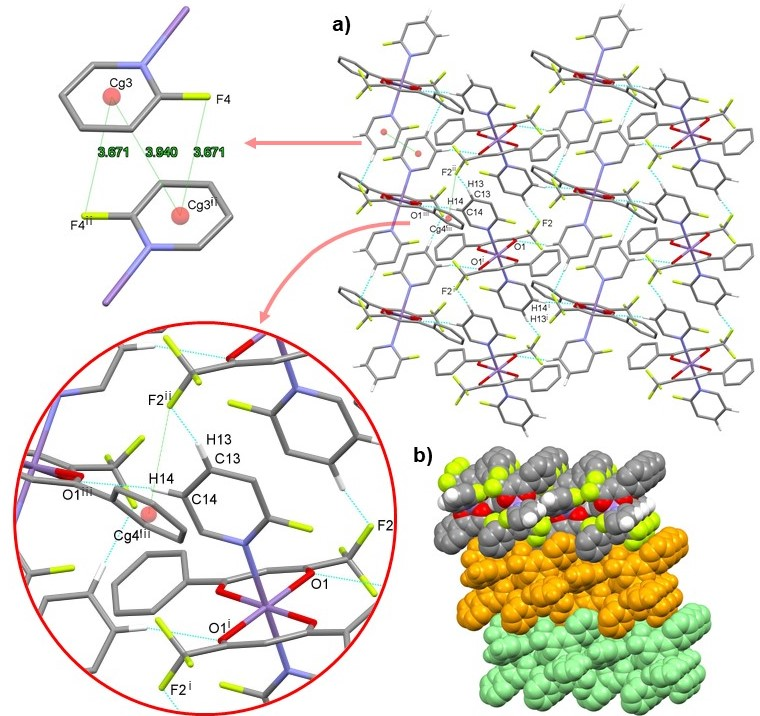 a)
Cg3
F4
3.671 3.940 3.671
F4ii
Cg3ii
F2ii
H13
H14 C13
O1iii C14
Cg4iii
O1 F2
O1i
F2i
H14i
H13i
F2ii
H13
C13
H14
O1iii C14
Cg4iii
F2
O1
O1i
F2i
b)